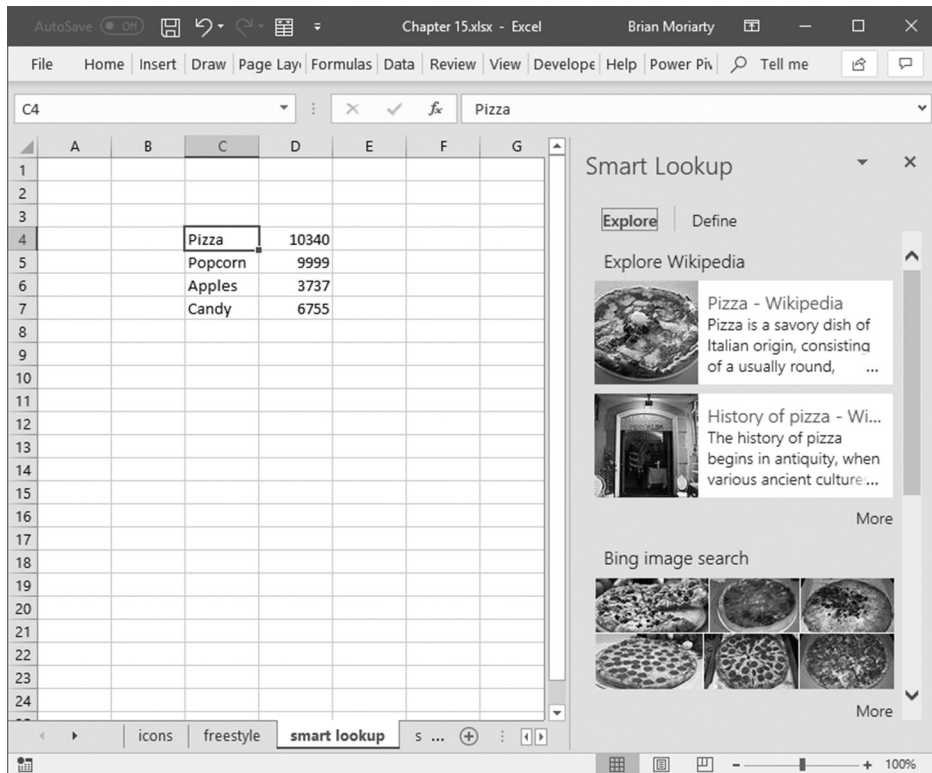 AutoSave Off Chapter 15.xlsx - Excel Brian Moriarty
File Home Insert Draw Page Lay Formulas Data Review View Develope Help Power Piv Tell me
C4 fx Pizza
A B C D E F G
1
2
3
4 Pizza 10340
5 Popcorn 9999
6 Apples 3737
7 Candy 6755
8
9
10
11
12
13
14
15
16
17
18
19
20
21
22
23
24
Smart Lookup
Explore Define
Explore Wikipedia
Pizza - Wikipedia
Pizza is a savory dish of
Italian origin, consisting
of a usually round, ...
History of pizza - Wi...
The history of pizza
begins in antiquity, when
various ancient culture...
More
Bing image search
More
icons freestyle smart lookup s ...
100%